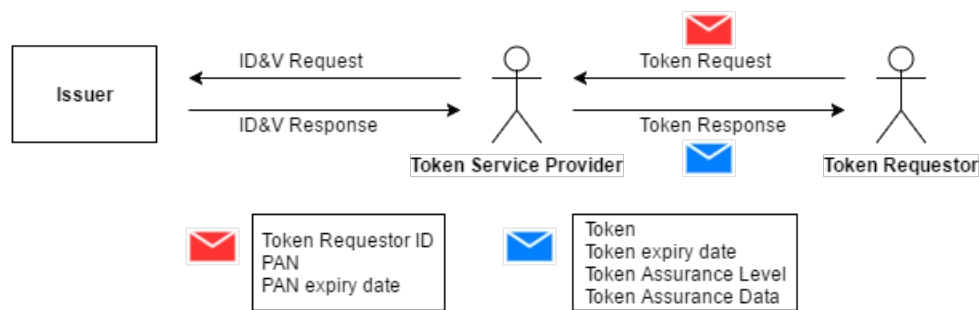 Token Request
ID&V Request
Issuer
ID&V Response
Token Response
Token Service Provider
Token Requestor
Token Requestor ID
PAN
PAN expiry date
Token
Token expiry date
Token Assurance Level
Token Assurance Data